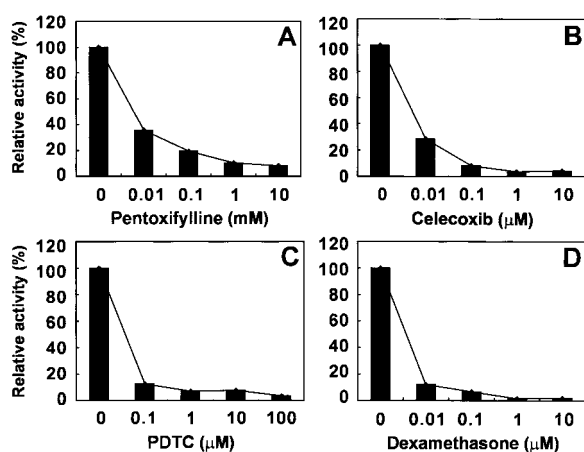 A
Relative activity (%)
120
100
80
60
40
20
0
0 0.01 0.1 1 10
Pentoxifylline (mM)
B
120
100
80
60
40
20
0
0 0.01 0.1 1 10
Celecoxib (μM)
C
Relative activity (%)
120
100
80
60
40
20
0
0 0.1 1 10 100
PDTC (μM)
D
120
100
80
60
40
20
0
0 0.01 0.1 1 10
Dexamethasone (μM)